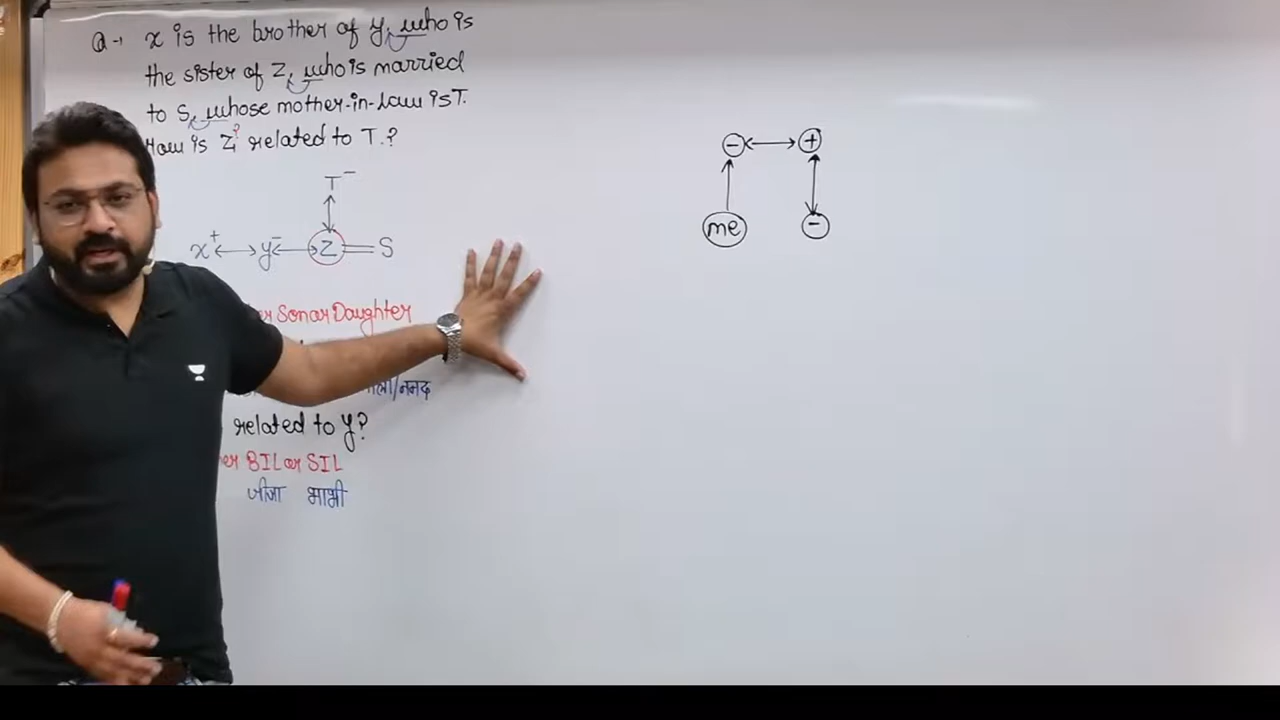 Q→ x is the brother of y, who is
the sister of Z, who is married
to S, whose mother-in-law is T.
How is Z related to T.?
?
T⁻
x⁺ ↔ y⁻ ↔ Z = S
Son or Daughter
/ननद
related to y?
BIL or SIL
जीजा भाभी
- ↔ +
me -